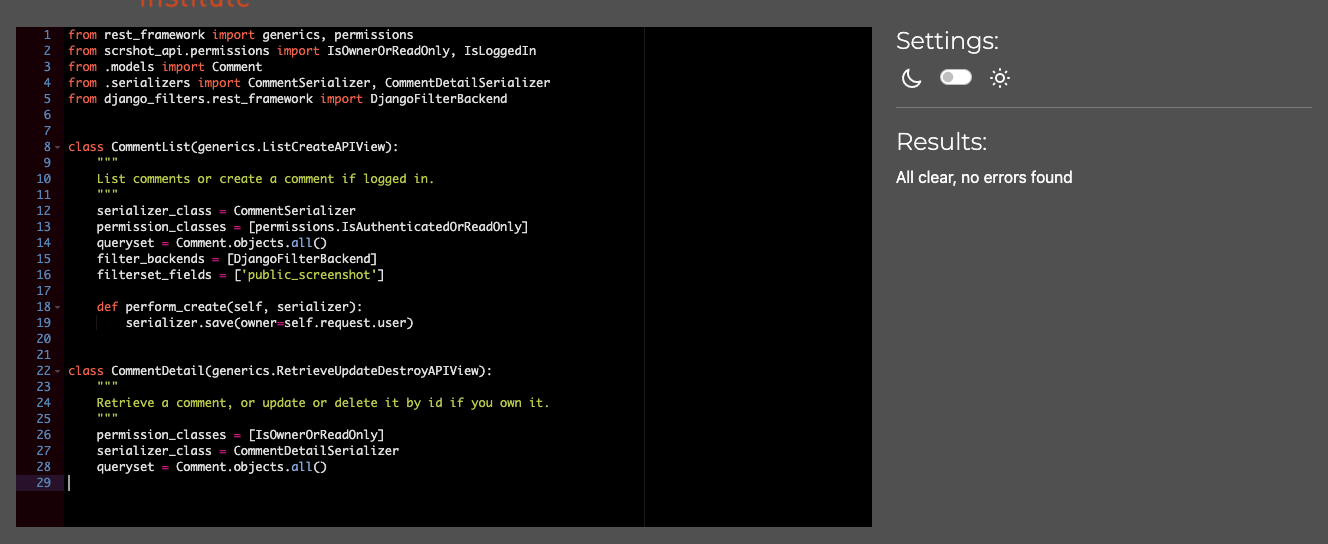 institute
1 from rest_framework import generics, permissions
2 from scrshot_api.permissions import IsOwnerOrReadOnly, IsLoggedIn
3 from .models import Comment
4 from .serializers import CommentSerializer, CommentDetailSerializer
5 from django_filters.rest_framework import DjangoFilterBackend
6
7
8 class CommentList(generics.ListCreateAPIView):
9     """
10     List comments or create a comment if logged in.
11     """
12     serializer_class = CommentSerializer
13     permission_classes = [permissions.IsAuthenticatedOrReadOnly]
14     queryset = Comment.objects.all()
15     filter_backends = [DjangoFilterBackend]
16     filterset_fields = ['public_screenshot']
17
18     def perform_create(self, serializer):
19         serializer.save(owner=self.request.user)
20
21
22 class CommentDetail(generics.RetrieveUpdateDestroyAPIView):
23     """
24     Retrieve a comment, or update or delete it by id if you own it.
25     """
26     permission_classes = [IsOwnerOrReadOnly]
27     serializer_class = CommentDetailSerializer
28     queryset = Comment.objects.all()
29
Settings:
Results:
All clear, no errors found